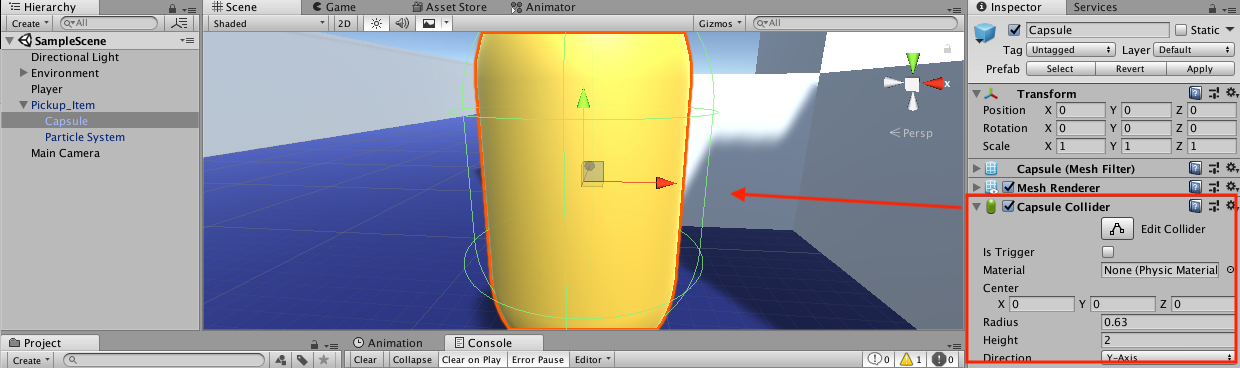 Hierarchy
Create
All
SampleScene
Directional Light
Environment
Player
Pickup_Item
Capsule
Particle System
Main Camera
Scene
Game
Asset Store
Animator
Shaded
2D
Gizmos
All
x
Persp
Inspector
Services
Capsule
Static
Tag Untagged Layer Default
Prefab Select Revert Apply
Transform
Position X 0 Y 0 Z 0
Rotation X 0 Y 0 Z 0
Scale X 1 Y 1 Z 1
Capsule (Mesh Filter)
Mesh Renderer
Capsule Collider
Edit Collider
Is Trigger
Material None (Physic Material
Center
X 0 Y 0 Z 0
Radius 0.63
Height 2
Direction Y-Axis
Project
Create
Animation
Console
Clear Collapse Clear on Play Error Pause Editor
0 1 0